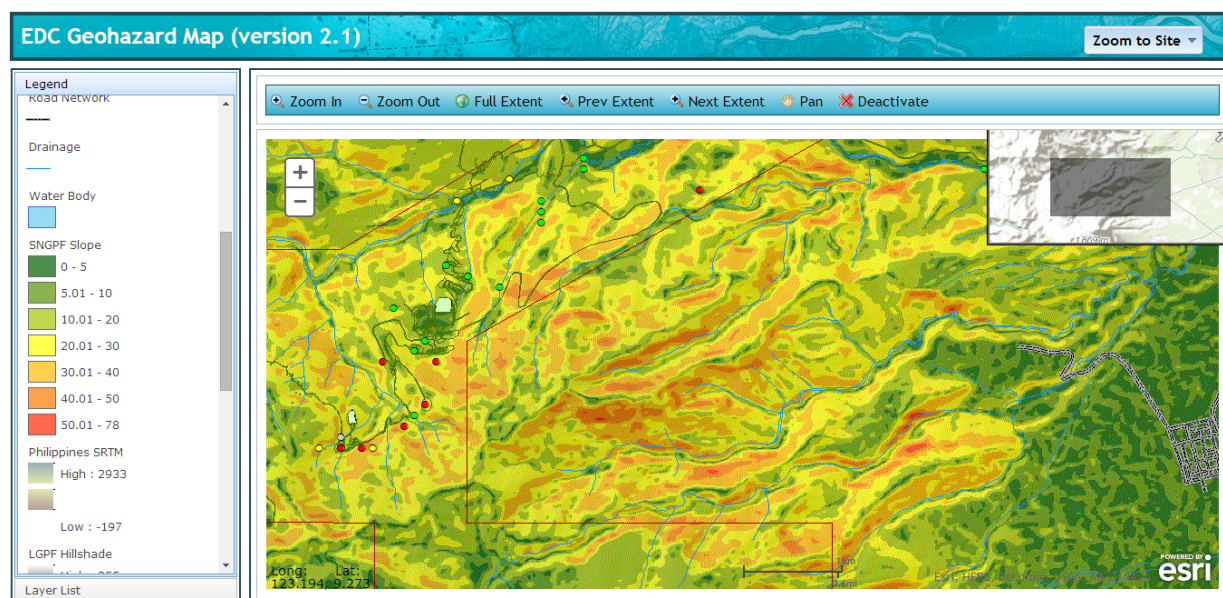 EDC Geohazard Map (version 2.1)
Zoom to Site
Legend
Road Network
Drainage
Water Body
SNGPF Slope
0 - 5
5.01 - 10
10.01 - 20
20.01 - 30
30.01 - 40
40.01 - 50
50.01 - 78
Philippines SRTM
High : 2933
Low : -197
LGPF Hillshade
Layer List
Zoom In Zoom Out Full Extent Prev Extent Next Extent Pan Deactivate
+
−
1869 m
Long: Lat:
123.194, 9.273
POWERED BY
esri